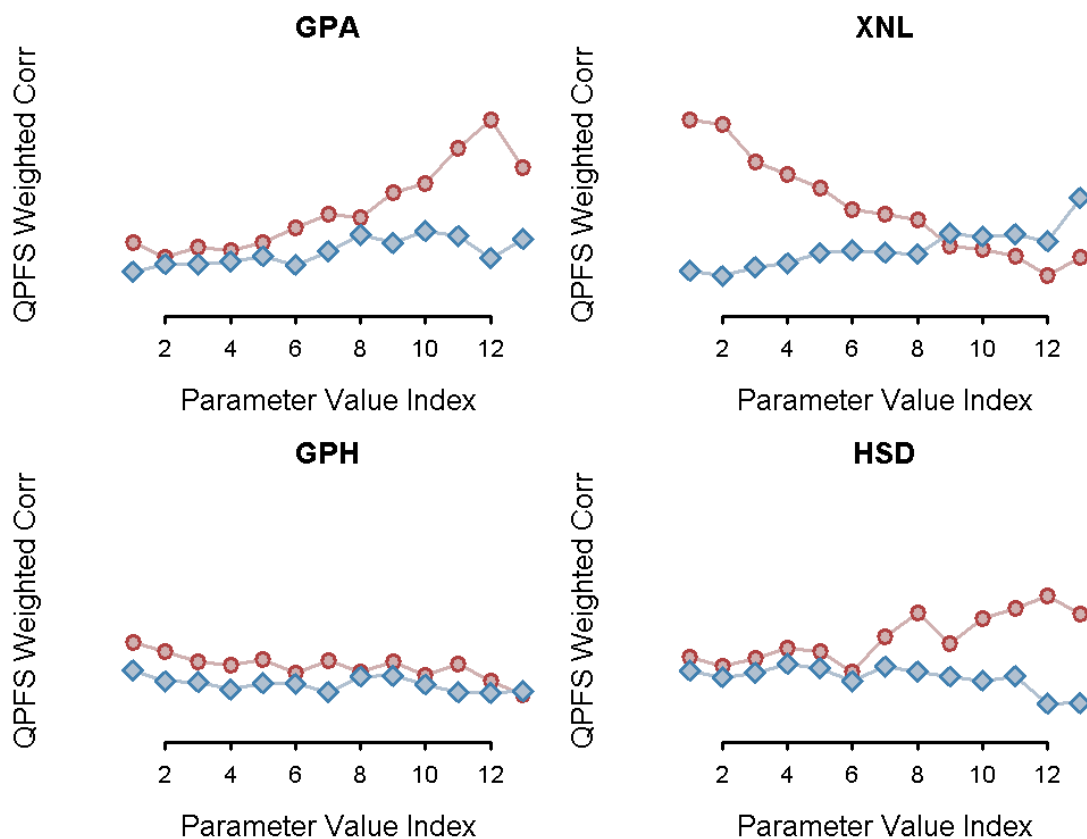 GPA
QPFS Weighted Corr
2 4 6 8 10 12
Parameter Value Index
XNL
QPFS Weighted Corr
2 4 6 8 10 12
Parameter Value Index
GPH
QPFS Weighted Corr
2 4 6 8 10 12
Parameter Value Index
HSD
QPFS Weighted Corr
2 4 6 8 10 12
Parameter Value Index